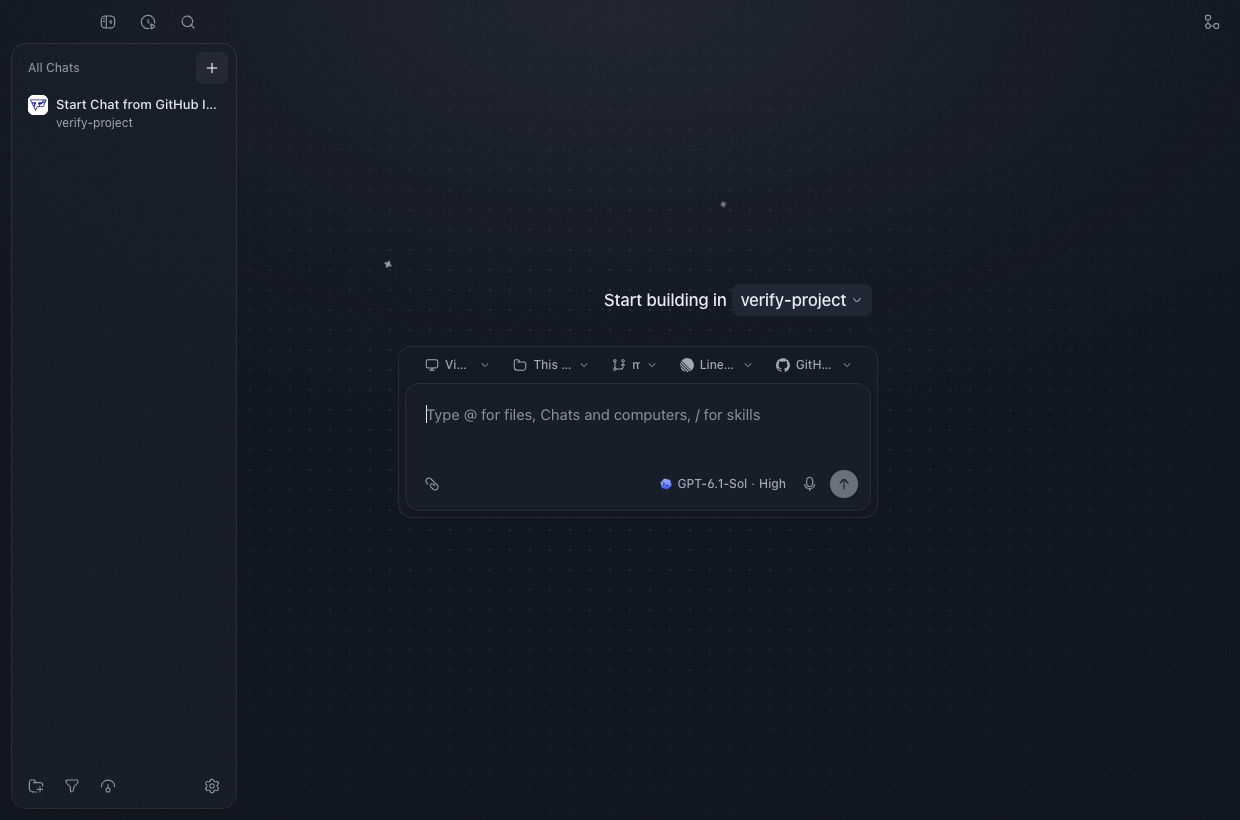 All Chats
Start Chat from GitHub I...
verify-project
Start building in verify-project
Vi... This ... m Line... GitH...
Type @ for files, Chats and computers, / for skills
GPT-6.1-Sol · High